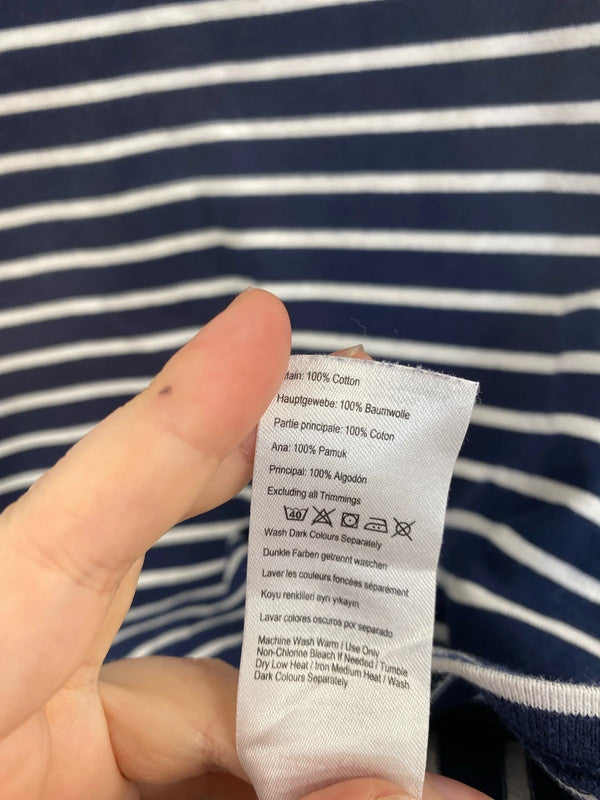 Main: 100% Cotton
Hauptgewebe: 100% Baumwolle
Partie principale: 100% Coton
Ana: 100% Pamuk
Principal: 100% Algodón
Excluding all Trimmings
40
Wash Dark Colours Separately
Dunkle Farben getrennt waschen
Laver les couleurs foncées séparément
Koyu renklileri ayrı yıkayın
Lavar colores oscuros por separado
Machine Wash Warm / Use Only
Non-Chlorine Bleach If Needed / Tumble
Dry Low Heat / Iron Medium Heat / Wash
Dark Colours Separately